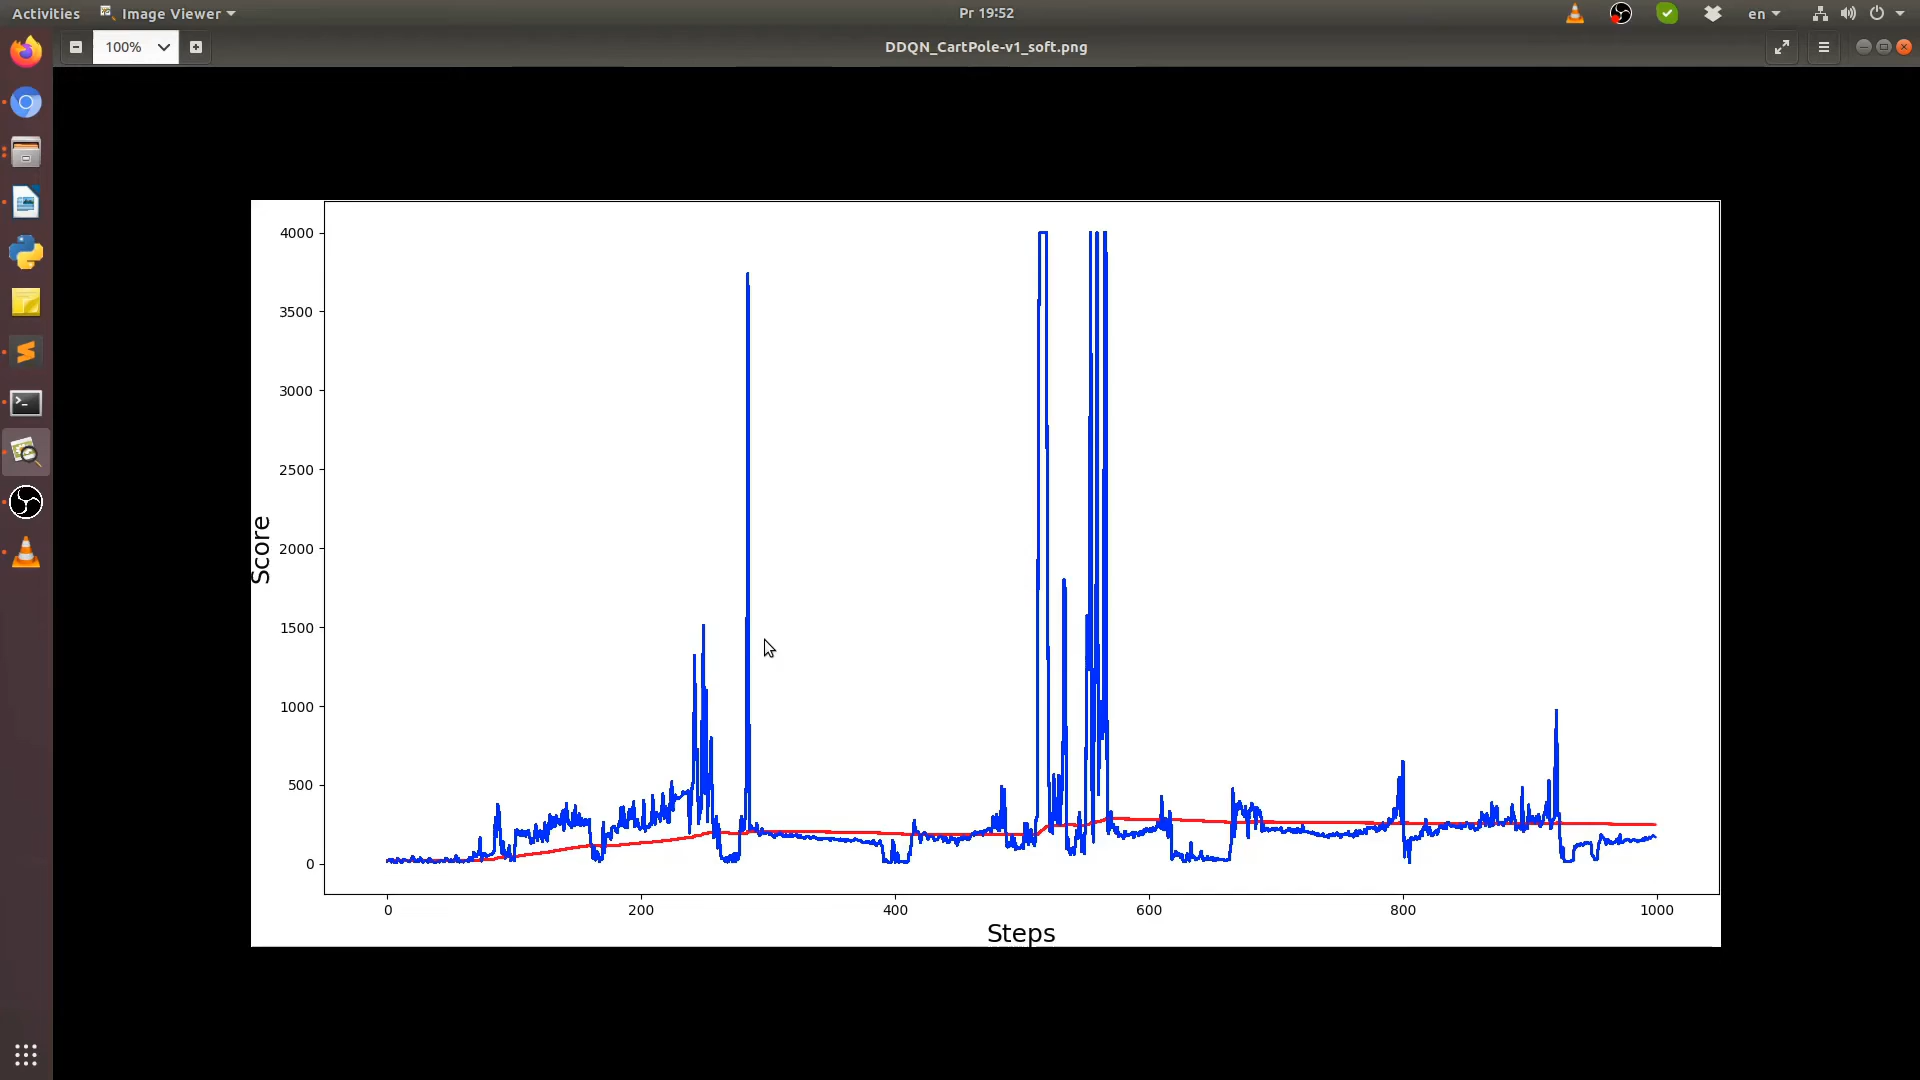 Activities Image Viewer Pr 19:52 en
100% DDQN_CartPole-v1_soft.png
4000
3500
3000
2500
2000
1500
1000
500
0
Score
0 200 400 600 800 1000
Steps